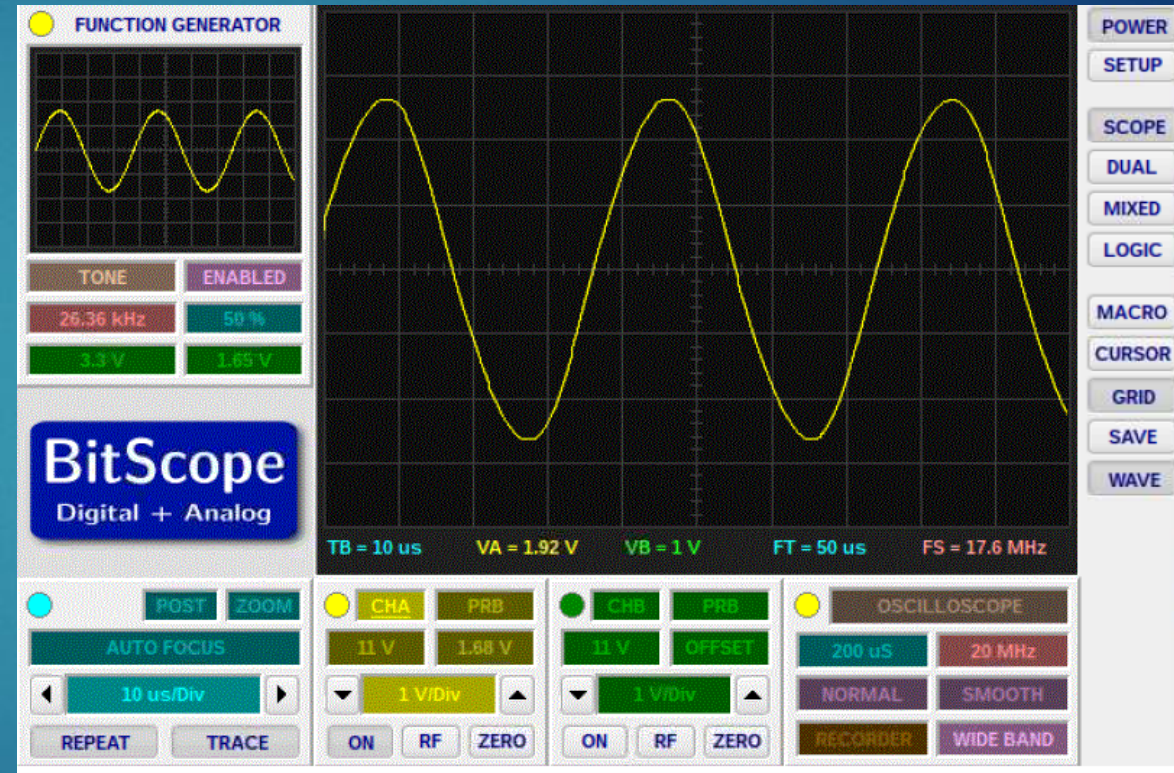 FUNCTION GENERATOR
TONE ENABLED
26.36 kHz 50 %
3.3 V 1.65 V
BitScope
Digital + Analog
TB = 10 us VA = 1.92 V VB = 1 V FT = 50 us FS = 17.6 MHz
POWER
SETUP
SCOPE
DUAL
MIXED
LOGIC
MACRO
CURSOR
GRID
SAVE
WAVE
POST ZOOM
AUTO FOCUS
10 us/Div
REPEAT TRACE
CHA PRB
11 V 1.68 V
1 V/Div
ON RF ZERO
CHB PRB
11 V OFFSET
1 V/Div
ON RF ZERO
OSCILLOSCOPE
200 uS 20 MHz
NORMAL SMOOTH
RECORDER WIDE BAND